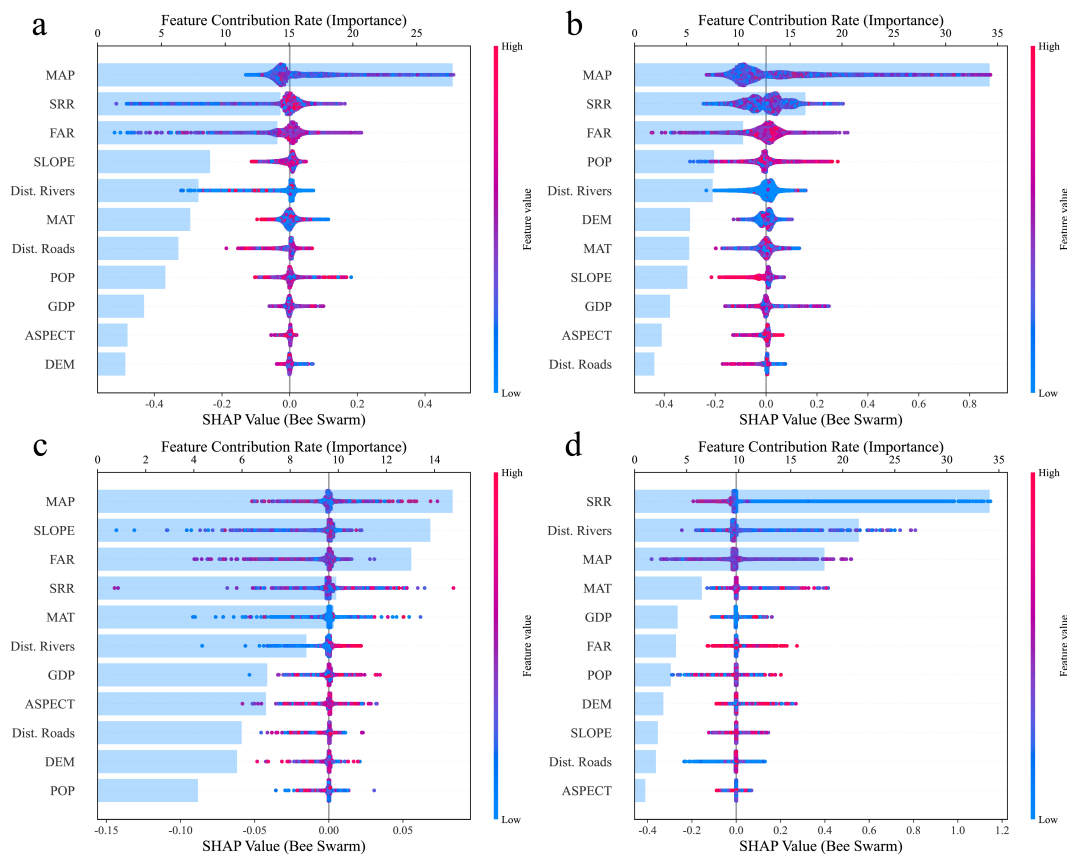 a
Feature Contribution Rate (Importance)
0 5 10 15 20 25
High
MAP
SRR
FAR
SLOPE
Dist. Rivers
MAT
Dist. Roads
POP
GDP
ASPECT
DEM
Feature value
Low
-0.4 -0.2 0.0 0.2 0.4
SHAP Value (Bee Swarm)
b
Feature Contribution Rate (Importance)
0 5 10 15 20 25 30 35
High
MAP
SRR
FAR
POP
Dist. Rivers
DEM
MAT
SLOPE
GDP
ASPECT
Dist. Roads
Feature value
Low
-0.4 -0.2 0.0 0.2 0.4 0.6 0.8
SHAP Value (Bee Swarm)
c
Feature Contribution Rate (Importance)
0 2 4 6 8 10 12 14
High
MAP
SLOPE
FAR
SRR
MAT
Dist. Rivers
GDP
ASPECT
Dist. Roads
DEM
POP
Feature value
Low
-0.15 -0.10 -0.05 0.00 0.05
SHAP Value (Bee Swarm)
d
Feature Contribution Rate (Importance)
0 5 10 15 20 25 30 35
High
SRR
Dist. Rivers
MAP
MAT
GDP
FAR
POP
DEM
SLOPE
Dist. Roads
ASPECT
Feature value
Low
-0.4 -0.2 0.0 0.2 0.4 0.6 0.8 1.0 1.2
SHAP Value (Bee Swarm)